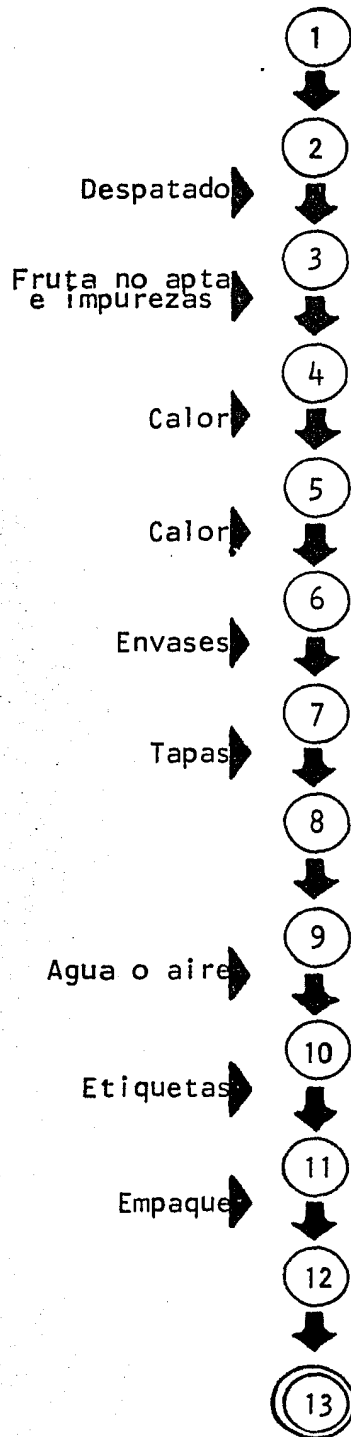 1
2
Despatado
3
Fruta no apta
e impurezas
4
Calor
5
Calor
6
Envases
7
Tapas
8
9
Agua o aire
10
Etiquetas
11
Empaque
12
13